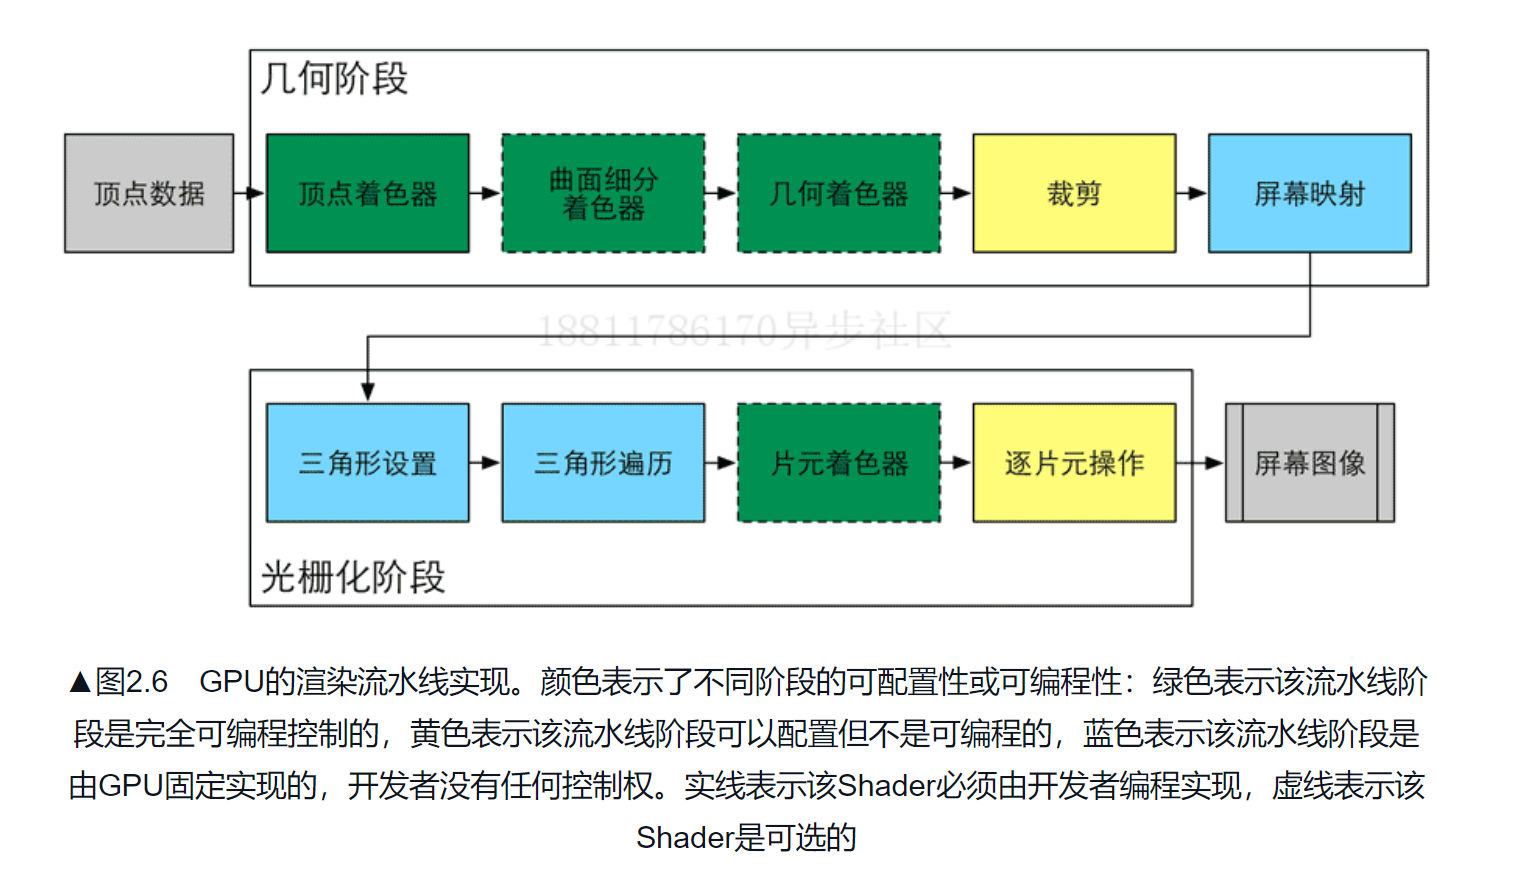 几何阶段
顶点数据
顶点着色器
曲面细分
着色器
几何着色器
裁剪
屏幕映射
18811786170异步社区
三角形设置
三角形遍历
片元着色器
逐片元操作
屏幕图像
光栅化阶段
▲图2.6 GPU的渲染流水线实现。颜色表示了不同阶段的可配置性或可编程性：绿色表示该流水线阶
段是完全可编程控制的，黄色表示该流水线阶段可以配置但不是可编程的，蓝色表示该流水线阶段是
由GPU固定实现的，开发者没有任何控制权。实线表示该Shader必须由开发者编程实现，虚线表示该
Shader是可选的